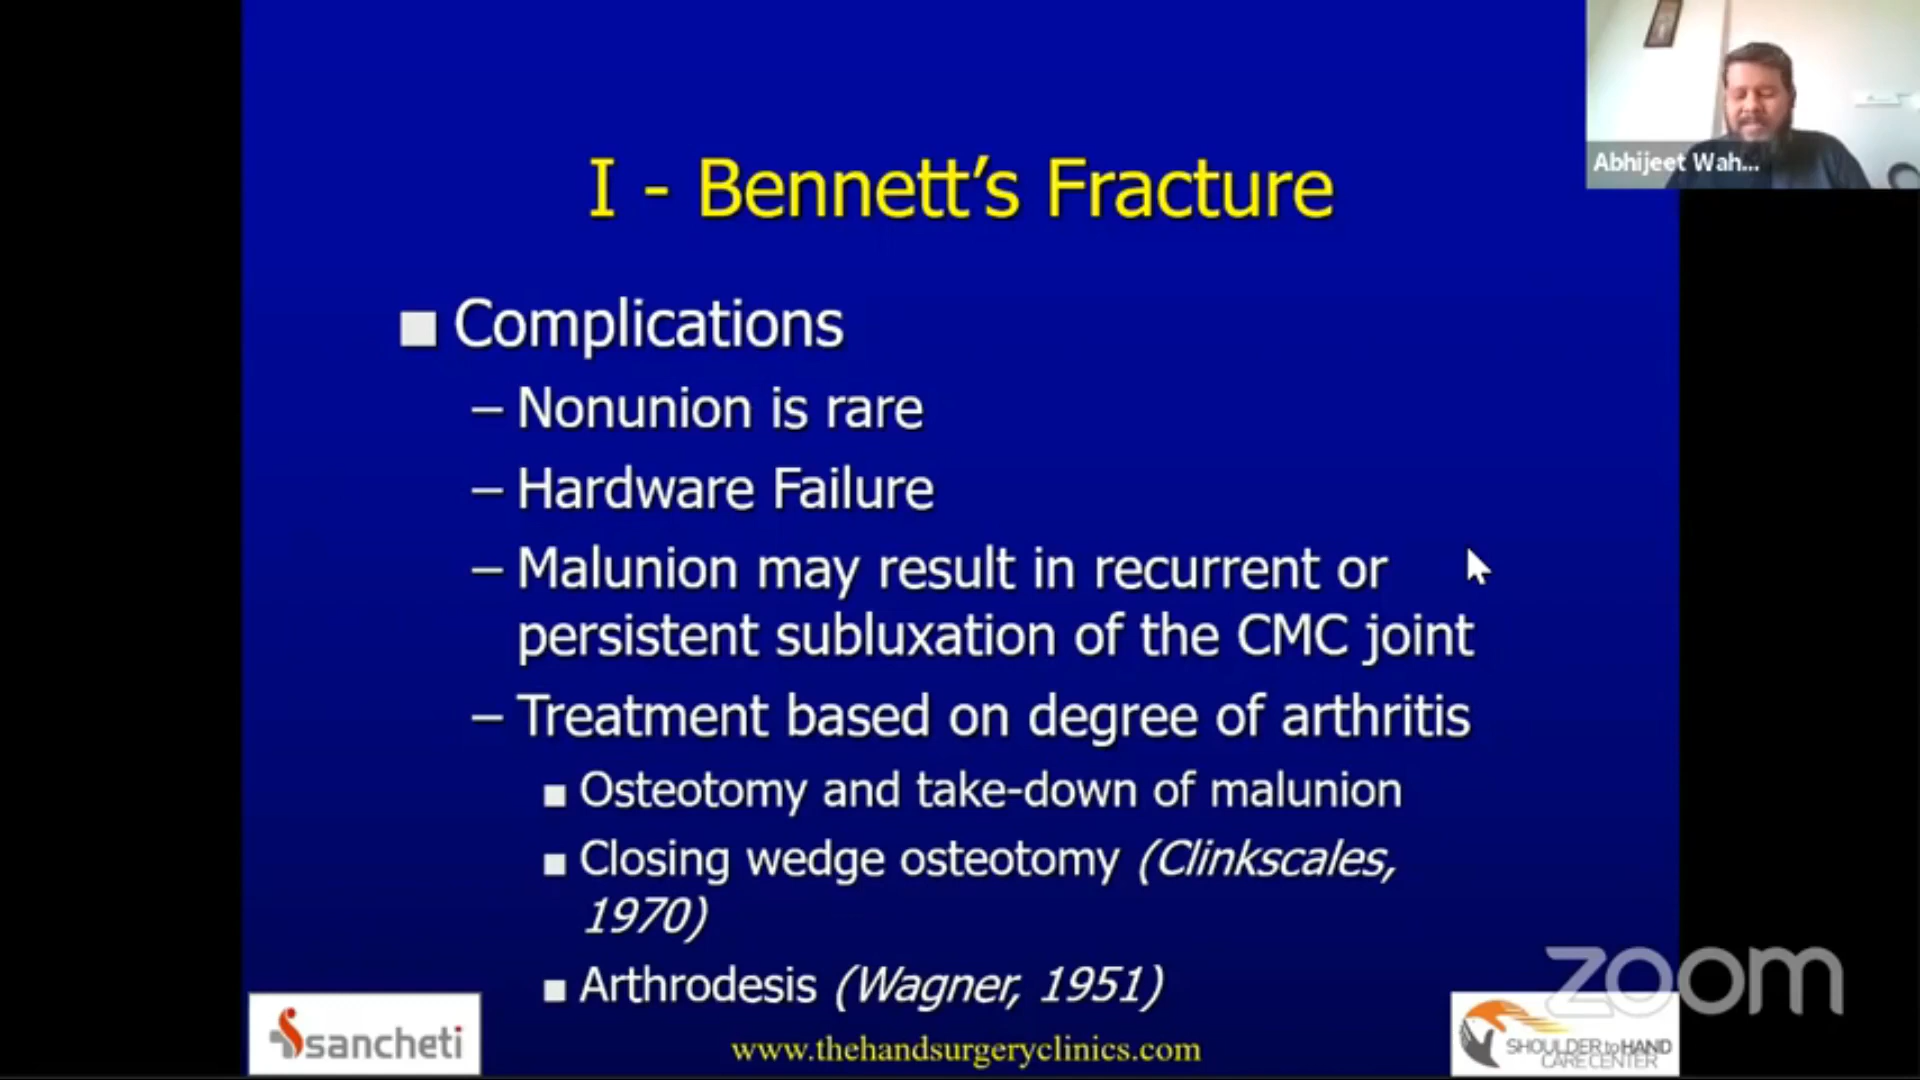 Abhijeet Wah...
I - Bennett's Fracture
■ Complications
– Nonunion is rare
– Hardware Failure
– Malunion may result in recurrent or
persistent subluxation of the CMC joint
– Treatment based on degree of arthritis
■ Osteotomy and take-down of malunion
■ Closing wedge osteotomy (Clinkscales,
1970)
■ Arthrodesis (Wagner, 1951)
zoom
sancheti
www.thehandsurgeryclinics.com
SHOULDER to HAND
CARE CENTER